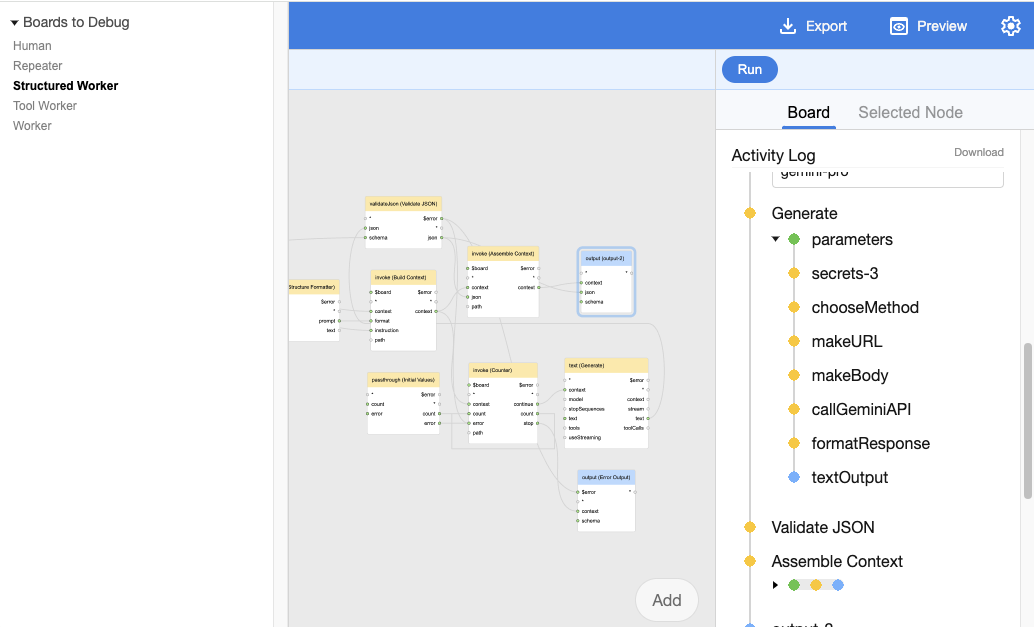 Boards to Debug
Human
Repeater
Structured Worker
Tool Worker
Worker
Export
Preview
Run
Board
Selected Node
Activity Log
Download
gemini-pro
Generate
parameters
secrets-3
chooseMethod
makeURL
makeBody
callGeminiAPI
formatResponse
textOutput
Validate JSON
Assemble Context
output-2
validateJson (Validate JSON)
* $error
json *
schema json
invoke (Assemble Context)
$board $error
* *
context context
json
path
output (output-2)
* *
context
json
schema
Structure Formatter)
$error
*
prompt
text
invoke (Build Context)
$board $error
* *
context context
format
instruction
path
passthrough (Initial Values)
* $error
count *
error count
error
invoke (Counter)
$board $error
* *
context continue
count count
error stop
path
text (Generate)
* $error
context *
model context
stopSequences stream
text text
tools toolCalls
useStreaming
output (Error Output)
$error *
*
context
schema
Add